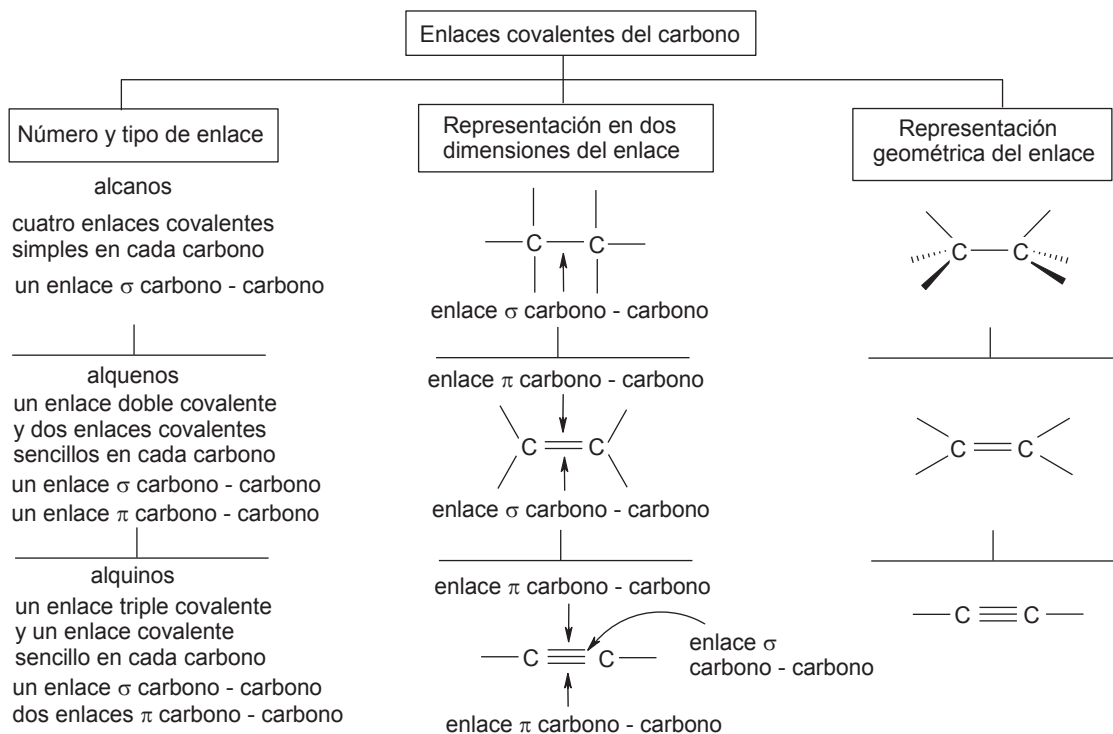 Enlaces covalentes del carbono
Número y tipo de enlace
alcanos
cuatro enlaces covalentes
simples en cada carbono
un enlace σ carbono - carbono
alquenos
un enlace doble covalente
y dos enlaces covalentes
sencillos en cada carbono
un enlace σ carbono - carbono
un enlace π carbono - carbono
alquinos
un enlace triple covalente
y un enlace covalente
sencillo en cada carbono
un enlace σ carbono - carbono
dos enlaces π carbono - carbono
Representación en dos
dimensiones del enlace
C C
enlace σ carbono - carbono
enlace π carbono - carbono
C C
enlace σ carbono - carbono
enlace π carbono - carbono
C C
enlace σ
carbono - carbono
enlace π carbono - carbono
Representación
geométrica del enlace
C C
C C
C C